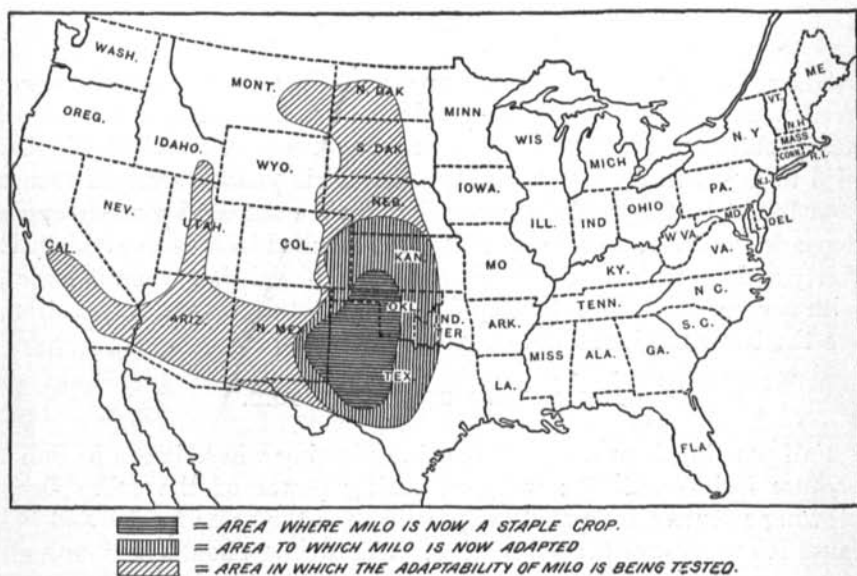 WASH.
MONT.
N. DAK
MINN.
ME.
OREG.
IDAHO.
S. DAK
WIS
MICH
N. Y
VT.
N.H.
MASS
CONN.
R.I.
WYO.
NEB.
IOWA.
PA.
N.J.
NEV.
UTAH.
COL.
ILL.
IND
OHIO
MD.
DEL
CAL.
KAN.
MO
W VA.
VA.
KY.
ARIZ.
N. MEX
OKL
IND.
TER
ARK.
TENN.
N C.
S. C.
TEX.
LA.
MISS
ALA.
GA.
FLA.
= AREA WHERE MILO IS NOW A STAPLE CROP.
= AREA TO WHICH MILO IS NOW ADAPTED
= AREA IN WHICH THE ADAPTABILITY OF MILO IS BEING TESTED.